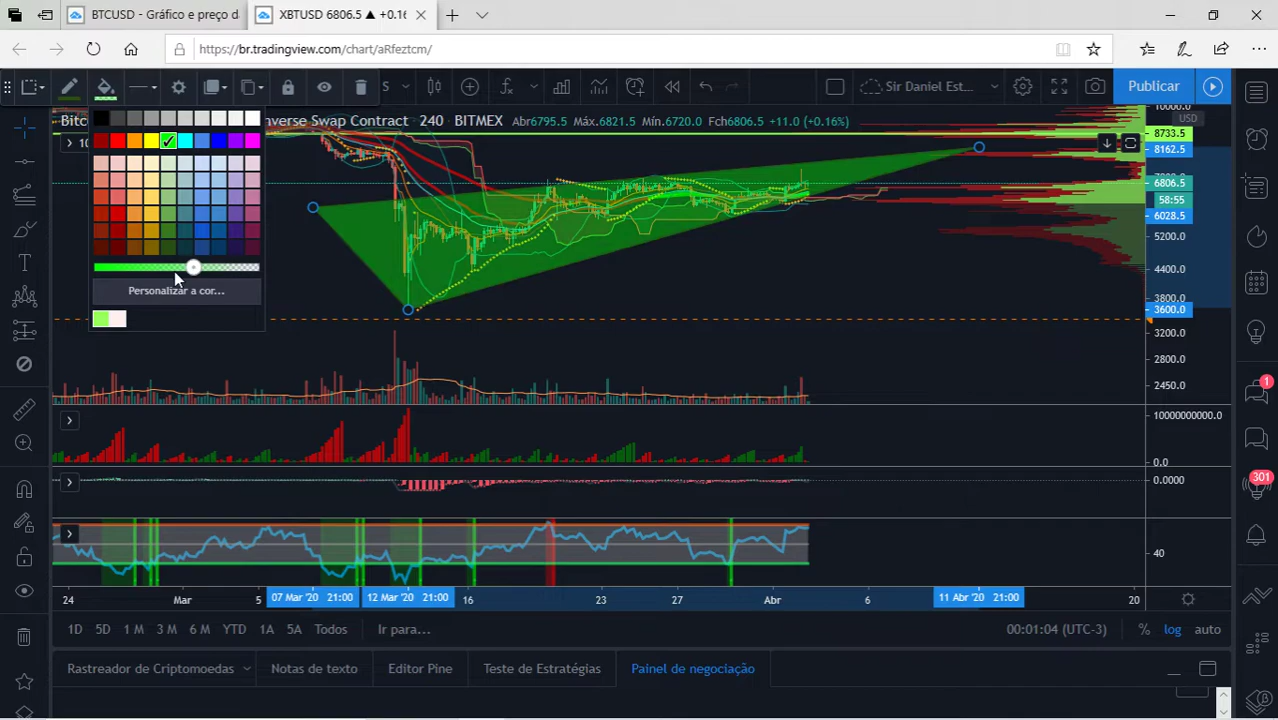 BTCUSD - Gráfico e preço d
XBTUSD 6806.5 ▲ +0.16
https://br.tradingview.com/chart/aRfeztcm/
S
Sir Daniel Est...
Publicar
Bitc
nverse Swap Contract 240 BITMEX Abr6795.5 Máx.6821.5 Mín.6720.0 Fch6806.5 +11.0 (+0.16%)
10
10000.0
USD
8733.5
8162.5
6806.5
58:55
6028.5
5200.0
4400.0
3800.0
3600.0
3200.0
2800.0
2450.0
Personalizar a cor...
10000000000.0
0.0
0.0000
40
24 Mar 5 07 Mar '20 21:00 12 Mar '20 21:00 16 23 27 Abr 6 11 Abr '20 21:00 20
1D 5D 1 M 3 M 6 M YTD 1A 5A Todos Ir para... 00:01:04 (UTC-3) % log auto
Rastreador de Criptomoedas Notas de texto Editor Pine Teste de Estratégias Painel de negociação
1
301